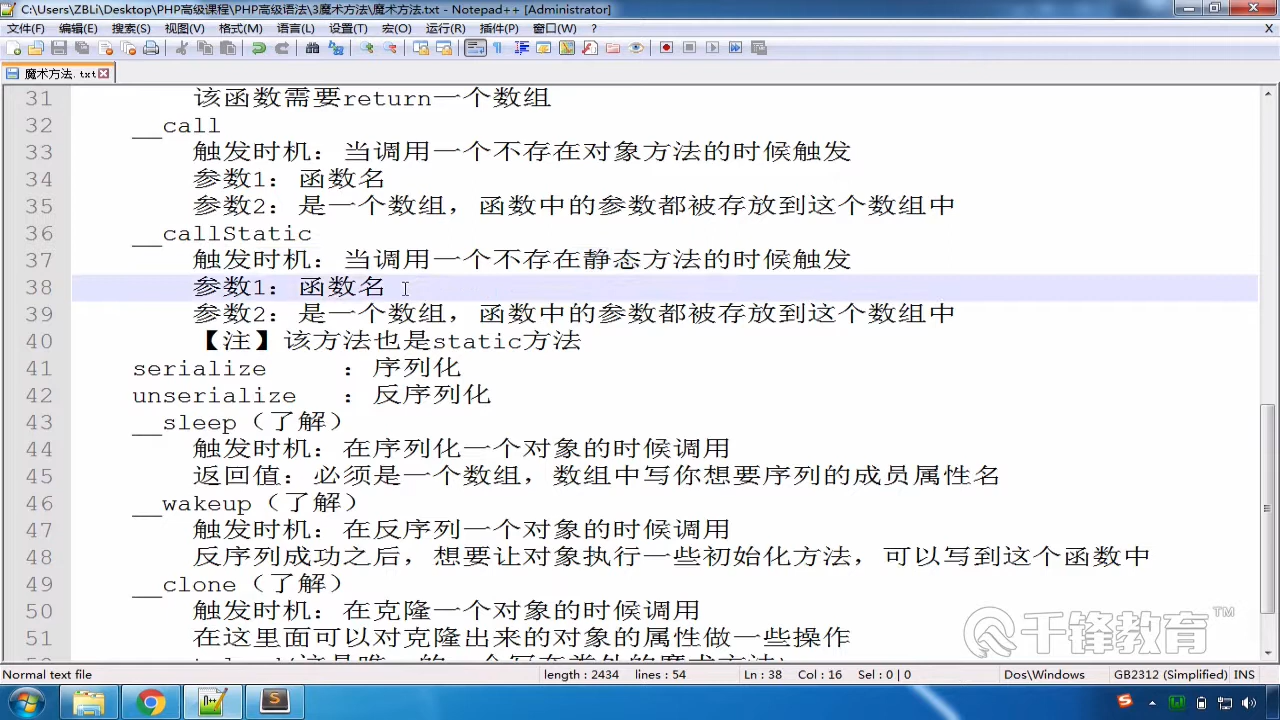 C:\Users\ZBLi\Desktop\PHP高级课程\PHP高级语法\3魔术方法\魔术方法.txt - Notepad++ [Administrator]
文件(F) 编辑(E) 搜索(S) 视图(V) 格式(M) 语言(L) 设置(T) 宏(O) 运行(R) 插件(P) 窗口(W) ? X
魔术方法.txt
31 该函数需要return一个数组
32 __call
33 触发时机：当调用一个不存在对象方法的时候触发
34 参数1：函数名
35 参数2：是一个数组，函数中的参数都被存放到这个数组中
36 __callStatic
37 触发时机：当调用一个不存在静态方法的时候触发
38 参数1：函数名
39 参数2：是一个数组，函数中的参数都被存放到这个数组中
40 【注】该方法也是static方法
41 serialize ：序列化
42 unserialize ：反序列化
43 __sleep（了解）
44 触发时机：在序列化一个对象的时候调用
45 返回值：必须是一个数组，数组中写你想要序列的成员属性名
46 __wakeup（了解）
47 触发时机：在反序列一个对象的时候调用
48 反序列成功之后，想要让对象执行一些初始化方法，可以写到这个函数中
49 __clone（了解）
50 触发时机：在克隆一个对象的时候调用
51 在这里面可以对克隆出来的对象的属性做一些操作
千锋教育™
Normal text file length : 2434 lines : 54 Ln : 38 Col : 16 Sel : 0 | 0 Dos\Windows GB2312 (Simplified) INS